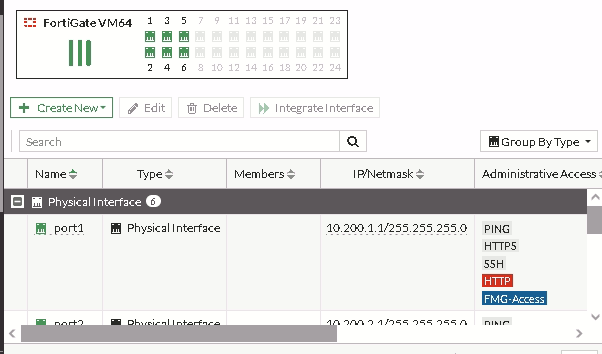 FortiGate VM64
1 3 5 7 9 11 13 15 17 19 21 23
2 4 6 8 10 12 14 16 18 20 22 24
Create New Edit Delete Integrate Interface
Search Group By Type
Name Type Members IP/Netmask Administrative Access
Physical Interface 6
port1 Physical Interface 10.200.1.1/255.255.255.0 PING
HTTPS
SSH
HTTP
FMG-Access
port2 Physical Interface 10.200.2.1/255.255.255.0 PING